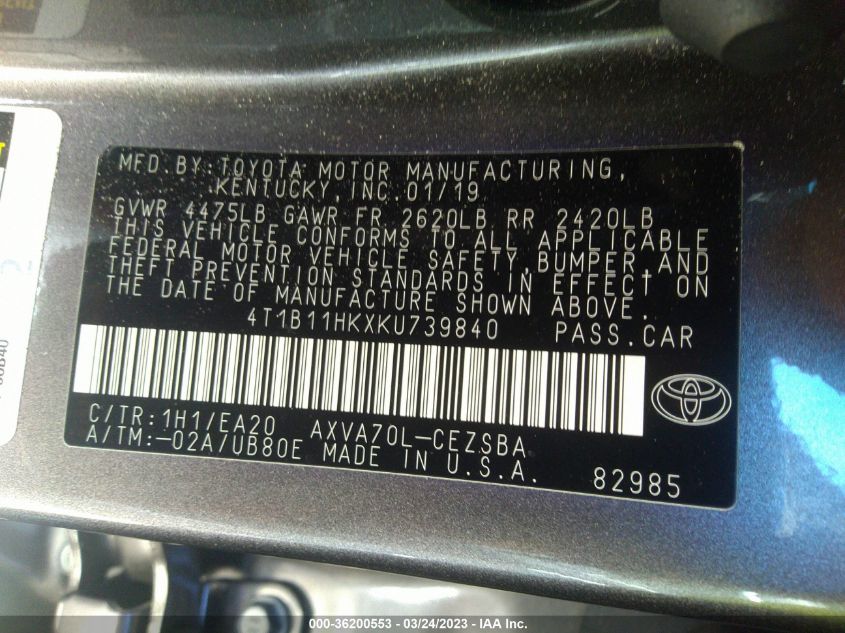 MFD.BY:TOYOTA MOTOR MANUFACTURING,
KENTUCKY, INC.01/19
GVWR 4475LB GAWR FR 2620LB RR 2420LB
THIS VEHICLE CONFORMS TO ALL APPLICABLE
FEDERAL MOTOR VEHICLE SAFETY,BUMPER,AND
THEFT PREVENTION STANDARDS IN EFFECT ON
THE DATE OF MANUFACTURE SHOWN ABOVE.
4T1B11HKXKU739840 PASS.CAR
C/TR:1H1/EA20 AXVA70L-CEZSBA
A/TM:-02A/UB80E MADE IN U.S.A.
82985
000-36200553 - 03/24/2023 - IAA Inc.